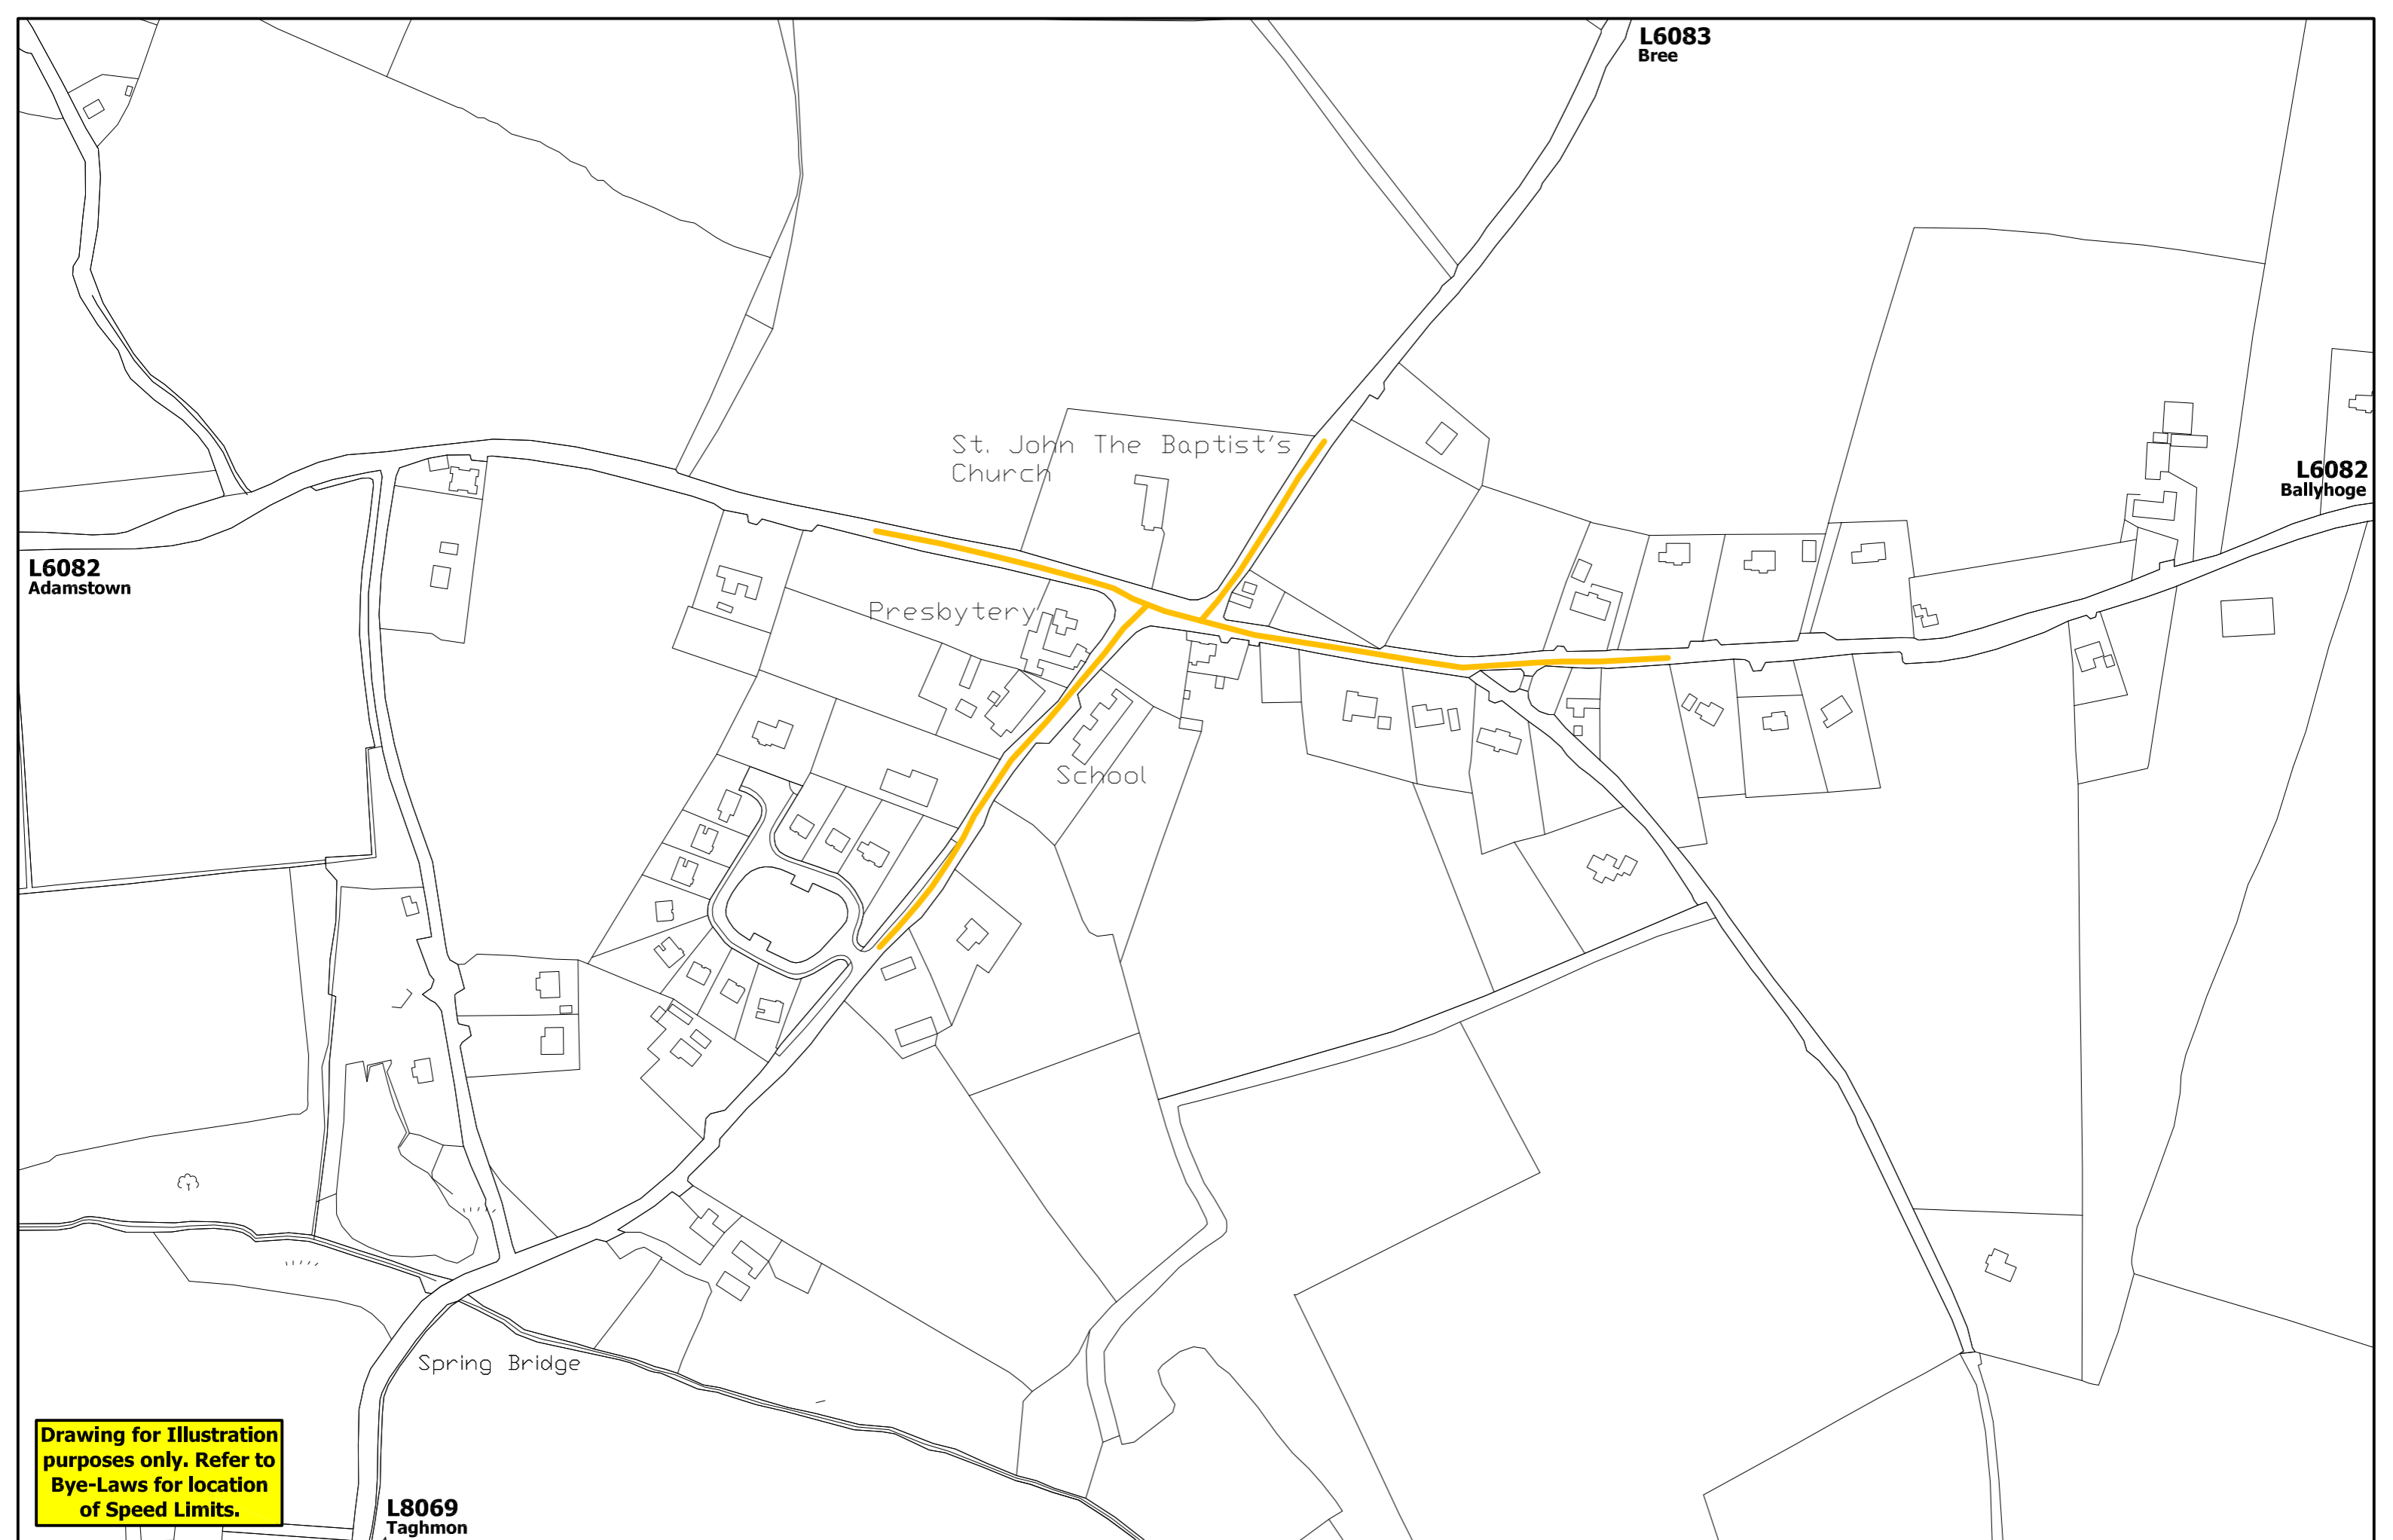 L6083
Bree
St. John The Baptist's
Church
L6082
Ballyhoge
L6082
Adamstown
Presbytery
School
Spring Bridge
Drawing for Illustration
purposes only. Refer to
Bye-Laws for location
of Speed Limits.
L8069
Taghmon